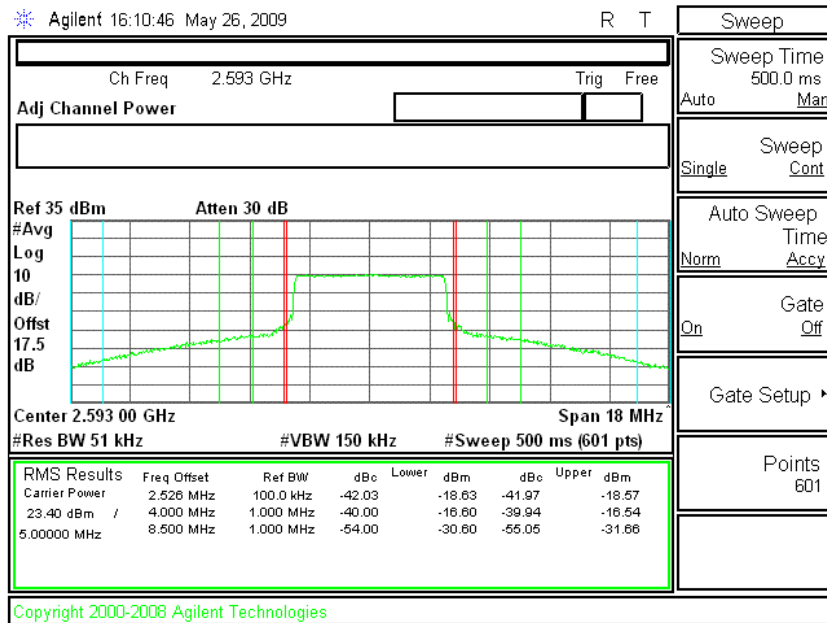 Agilent 16:10:46 May 26, 2009 R T
Ch Freq 2.593 GHz Trig Free
Adj Channel Power
Ref 35 dBm Atten 30 dB
#Avg
Log
10
dB/
Offst
17.5
dB
Center 2.593 00 GHz Span 18 MHz
#Res BW 51 kHz #VBW 150 kHz #Sweep 500 ms (601 pts)
RMS Results Freq Offset Ref BW dBc Lower dBm dBc Upper dBm
Carrier Power 2.526 MHz 100.0 kHz -42.03 -18.63 -41.97 -18.57
23.40 dBm / 4.000 MHz 1.000 MHz -40.00 -16.60 -39.94 -16.54
5.00000 MHz 8.500 MHz 1.000 MHz -54.00 -30.60 -55.05 -31.66
Copyright 2000-2008 Agilent Technologies
Sweep
Sweep Time
500.0 ms
Auto Man
Sweep
Single Cont
Auto Sweep
Time
Norm Accy
Gate
On Off
Gate Setup
Points
601